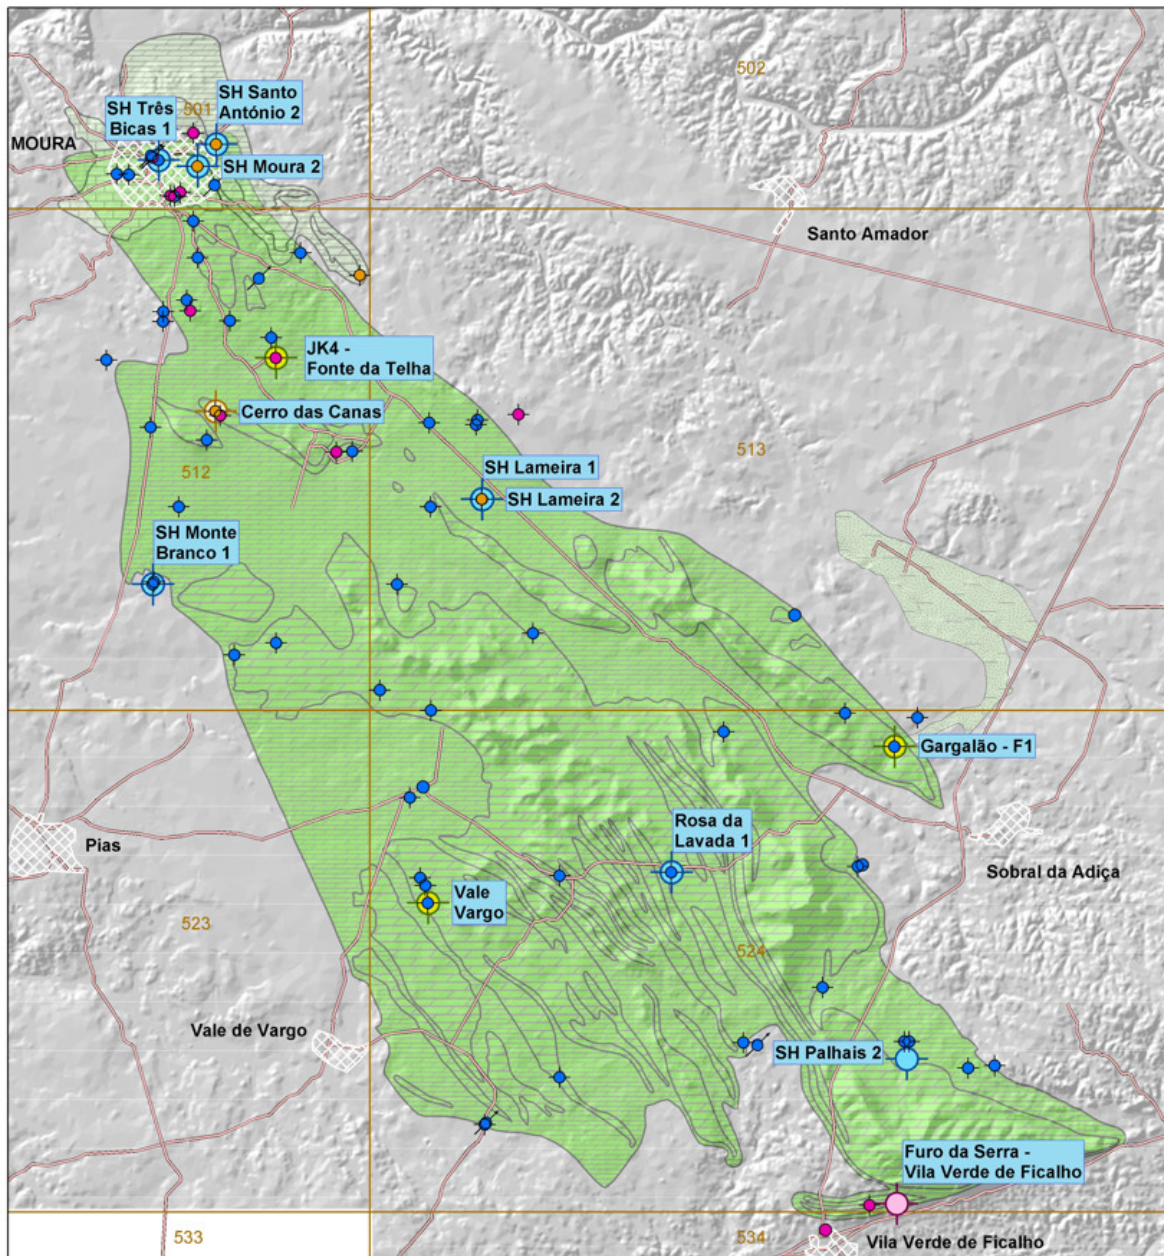 502
SH Santo
António 2
SH Três
Bicas 1
501
MOURA
SH Moura 2
Santo Amador
JK4 -
Fonte da Telha
Cerro das Canas
513
SH Lameira 1
512
SH Lameira 2
SH Monte
Branco 1
Gargalão - F1
Rosa da
Lavada 1
Pias
Sobral da Adiça
Vale
Vargo
523
524
Vale de Vargo
SH Palhais 2
Furo da Serra -
Vila Verde de Ficalho
533
534
Vila Verde de Ficalho